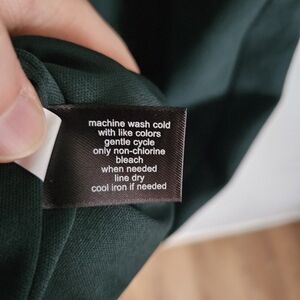 machine wash cold
with like colors
gentle cycle
only non-chlorine
bleach
when needed
line dry
cool iron if needed